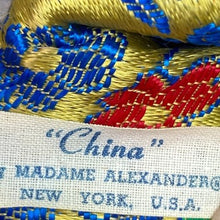 "China"
MADAME ALEXANDER®
NEW YORK, U.S.A.